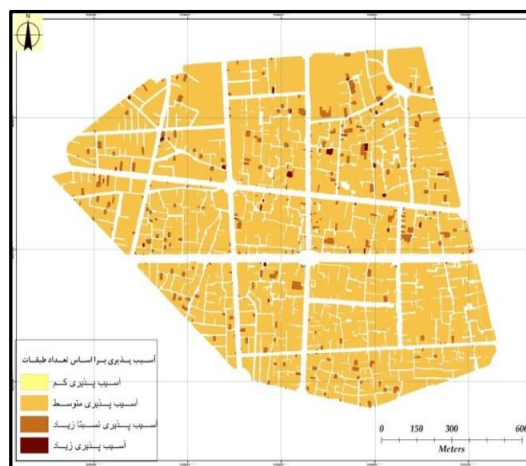 N
آسیب پذیری بر اساس تعداد طبقات
آسیب پذیری کم
آسیب پذیری متوسط
آسیب پذیری نسبتا زیاد
آسیب پذیری زیاد
0 150 300 600
Meters